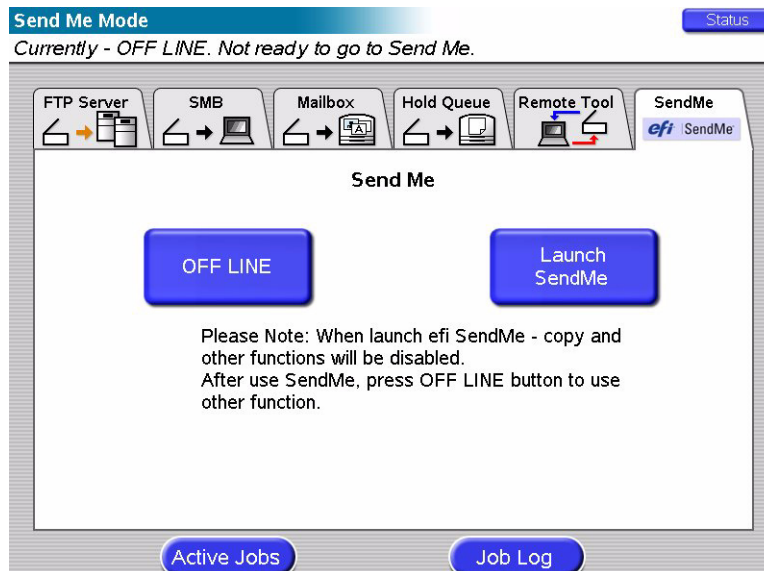 Send Me Mode
Status
Currently - OFF LINE. Not ready to go to Send Me.
FTP Server
SMB
Mailbox
Hold Queue
Remote Tool
SendMe
efi SendMe
A
Send Me
OFF LINE
Launch
SendMe
Please Note: When launch efi SendMe - copy and
other functions will be disabled.
After use SendMe, press OFF LINE button to use
other function.
Active Jobs
Job Log